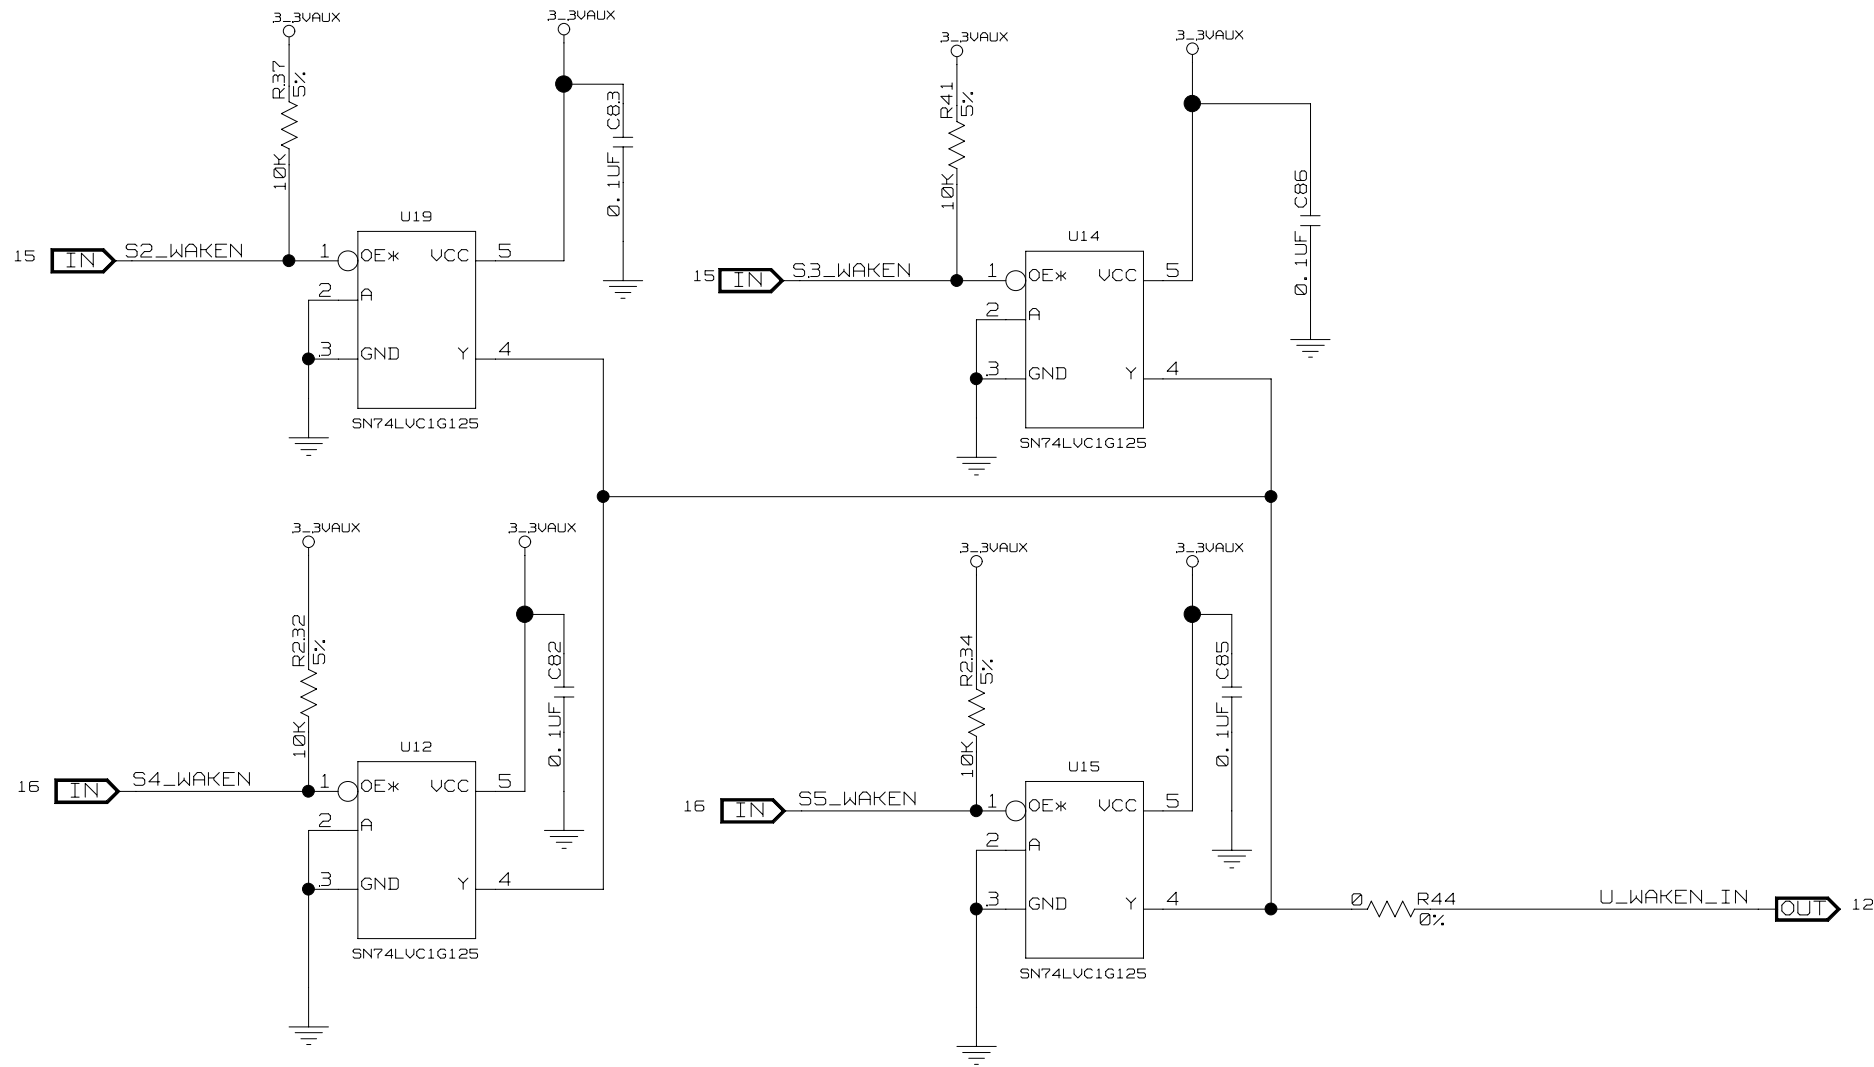 3_3VAUX
R37
5%
10K
15
IN
S2_WAKEN
U19
1
OE*
VCC
5
2
A
3
GND
Y
4
SN74LVC1G125
3_3VAUX
C83
0.1UF
3_3VAUX
R41
5%
10K
15
IN
S3_WAKEN
U14
1
OE*
VCC
5
2
A
3
GND
Y
4
SN74LVC1G125
3_3VAUX
C86
0.1UF
3_3VAUX
R232
5%
10K
16
IN
S4_WAKEN
U12
1
OE*
VCC
5
2
A
3
GND
Y
4
SN74LVC1G125
3_3VAUX
C82
0.1UF
3_3VAUX
R234
5%
10K
16
IN
S5_WAKEN
U15
1
OE*
VCC
5
2
A
3
GND
Y
4
SN74LVC1G125
3_3VAUX
C85
0.1UF
0
R44
0%
U_WAKEN_IN
OUT
12